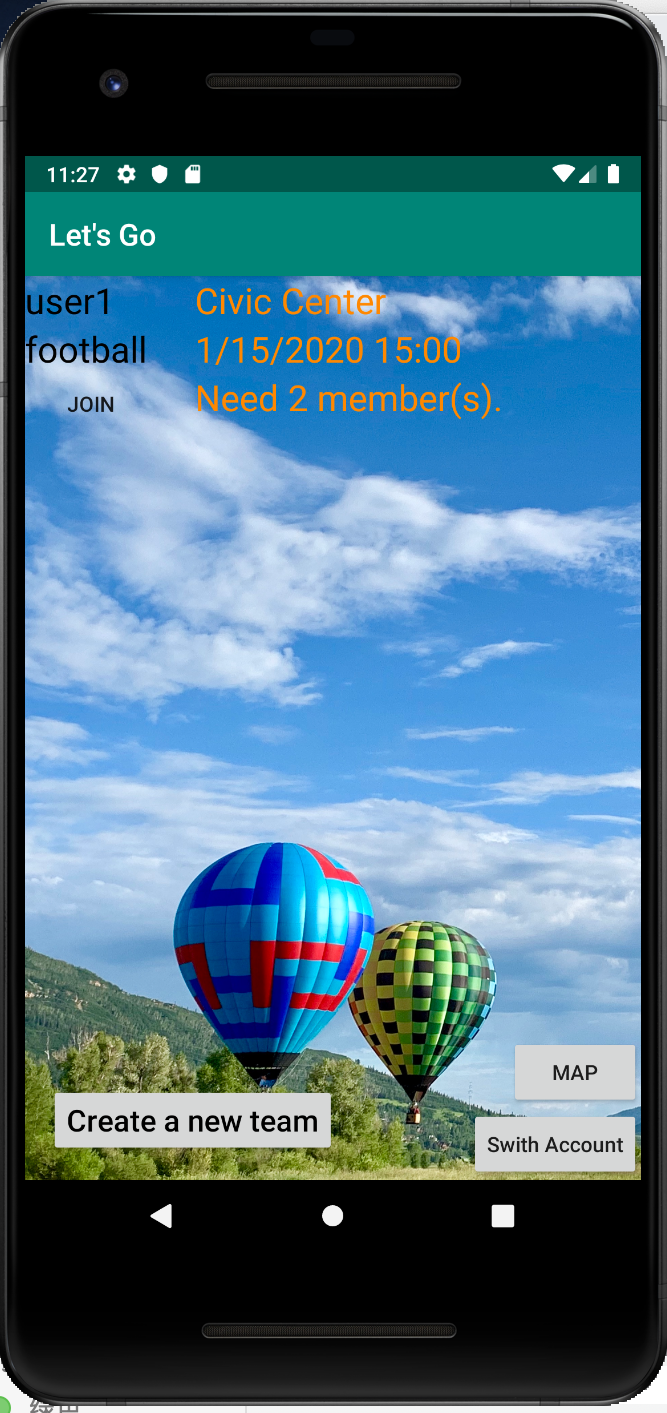 11:27
Let's Go
user1
Civic Center
football
1/15/2020 15:00
JOIN
Need 2 member(s).
MAP
Create a new team
Swith Account